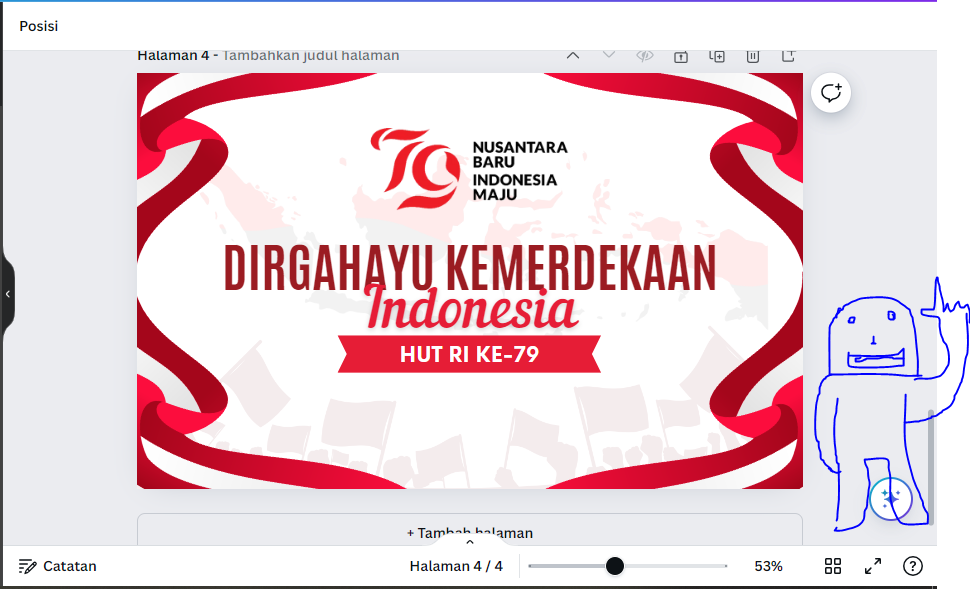 Posisi
Halaman 4 - Tambahkan judul halaman
79 NUSANTARA
BARU
INDONESIA
MAJU
DIRGAHAYU KEMERDEKAAN
Indonesia
HUT RI KE-79
+ Tambah halaman
Catatan
Halaman 4 / 4
53%